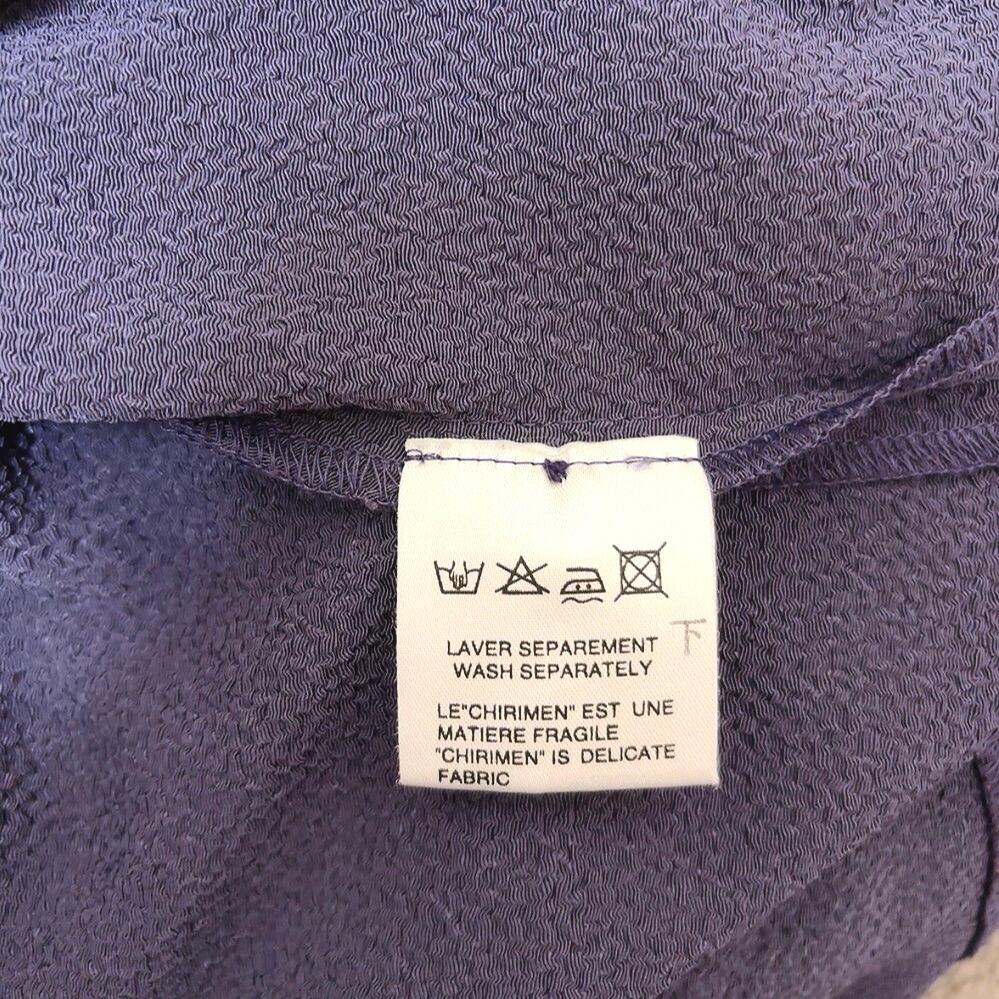 LAVER SEPAREMENT
WASH SEPARATELY
LE"CHIRIMEN" EST UNE
MATIERE FRAGILE
"CHIRIMEN" IS DELICATE
FABRIC